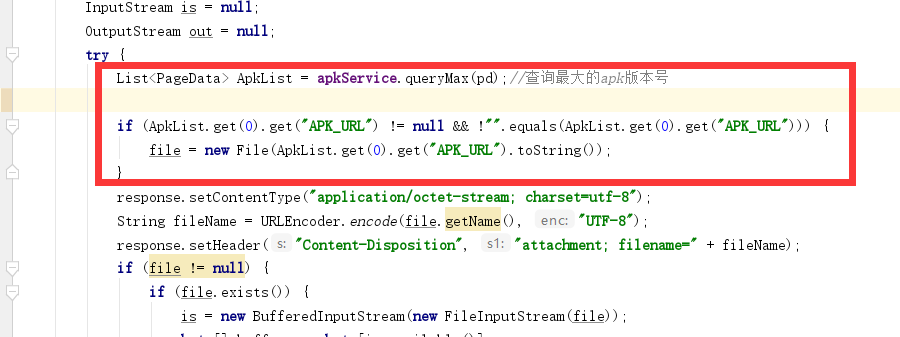 InputStream is = null;
OutputStream out = null;
try {
List<PageData> ApkList = apkService.queryMax(pd);//查询最大的apk版本号
if (ApkList.get(0).get("APK_URL") != null && !"".equals(ApkList.get(0).get("APK_URL"))) {
file = new File(ApkList.get(0).get("APK_URL").toString());
}
response.setContentType("application/octet-stream; charset=utf-8");
String fileName = URLEncoder.encode(file.getName(), enc: "UTF-8");
response.setHeader( s: "Content-Disposition", s1: "attachment; filename=" + fileName);
if (file != null) {
if (file.exists()) {
is = new BufferedInputStream(new FileInputStream(file));